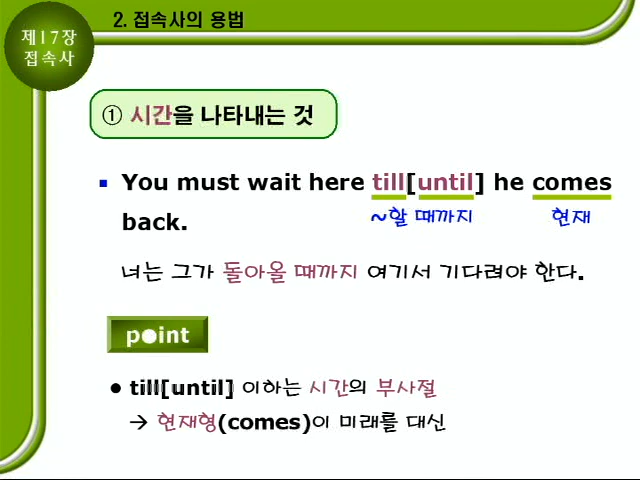 제17장
접속사
2. 접속사의 용법
① 시간을 나타내는 것
▪ You must wait here till[until] he comes
~할 때까지 현재
back.
너는 그가 돌아올 때까지 여기서 기다려야 한다.
point
● till[until] 이하는 시간의 부사절
→ 현재형(comes)이 미래를 대신